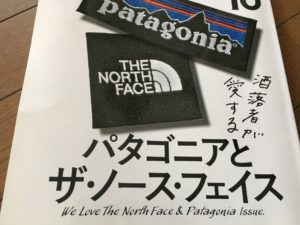 10
patagonia
THE
NORTH
FACE
洒落者が
愛する
パタゴニアと
ザ・ノース・フェイス
We Love The North Face & Patagonia Issue.